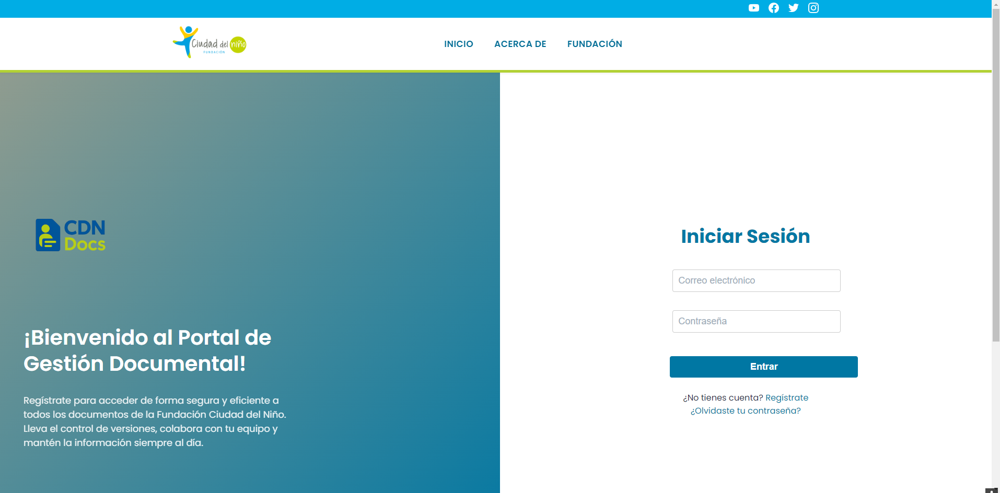 Ciudad del niño
FUNDACIÓN
INICIO
ACERCA DE
FUNDACIÓN
CDN
Docs
¡Bienvenido al Portal de
Gestión Documental!
Regístrate para acceder de forma segura y eficiente a
todos los documentos de la Fundación Ciudad del Niño.
Lleva el control de versiones, colabora con tu equipo y
mantén la información siempre al día.
Iniciar Sesión
Correo electrónico
Contraseña
Entrar
¿No tienes cuenta? Regístrate
¿Olvidaste tu contraseña?